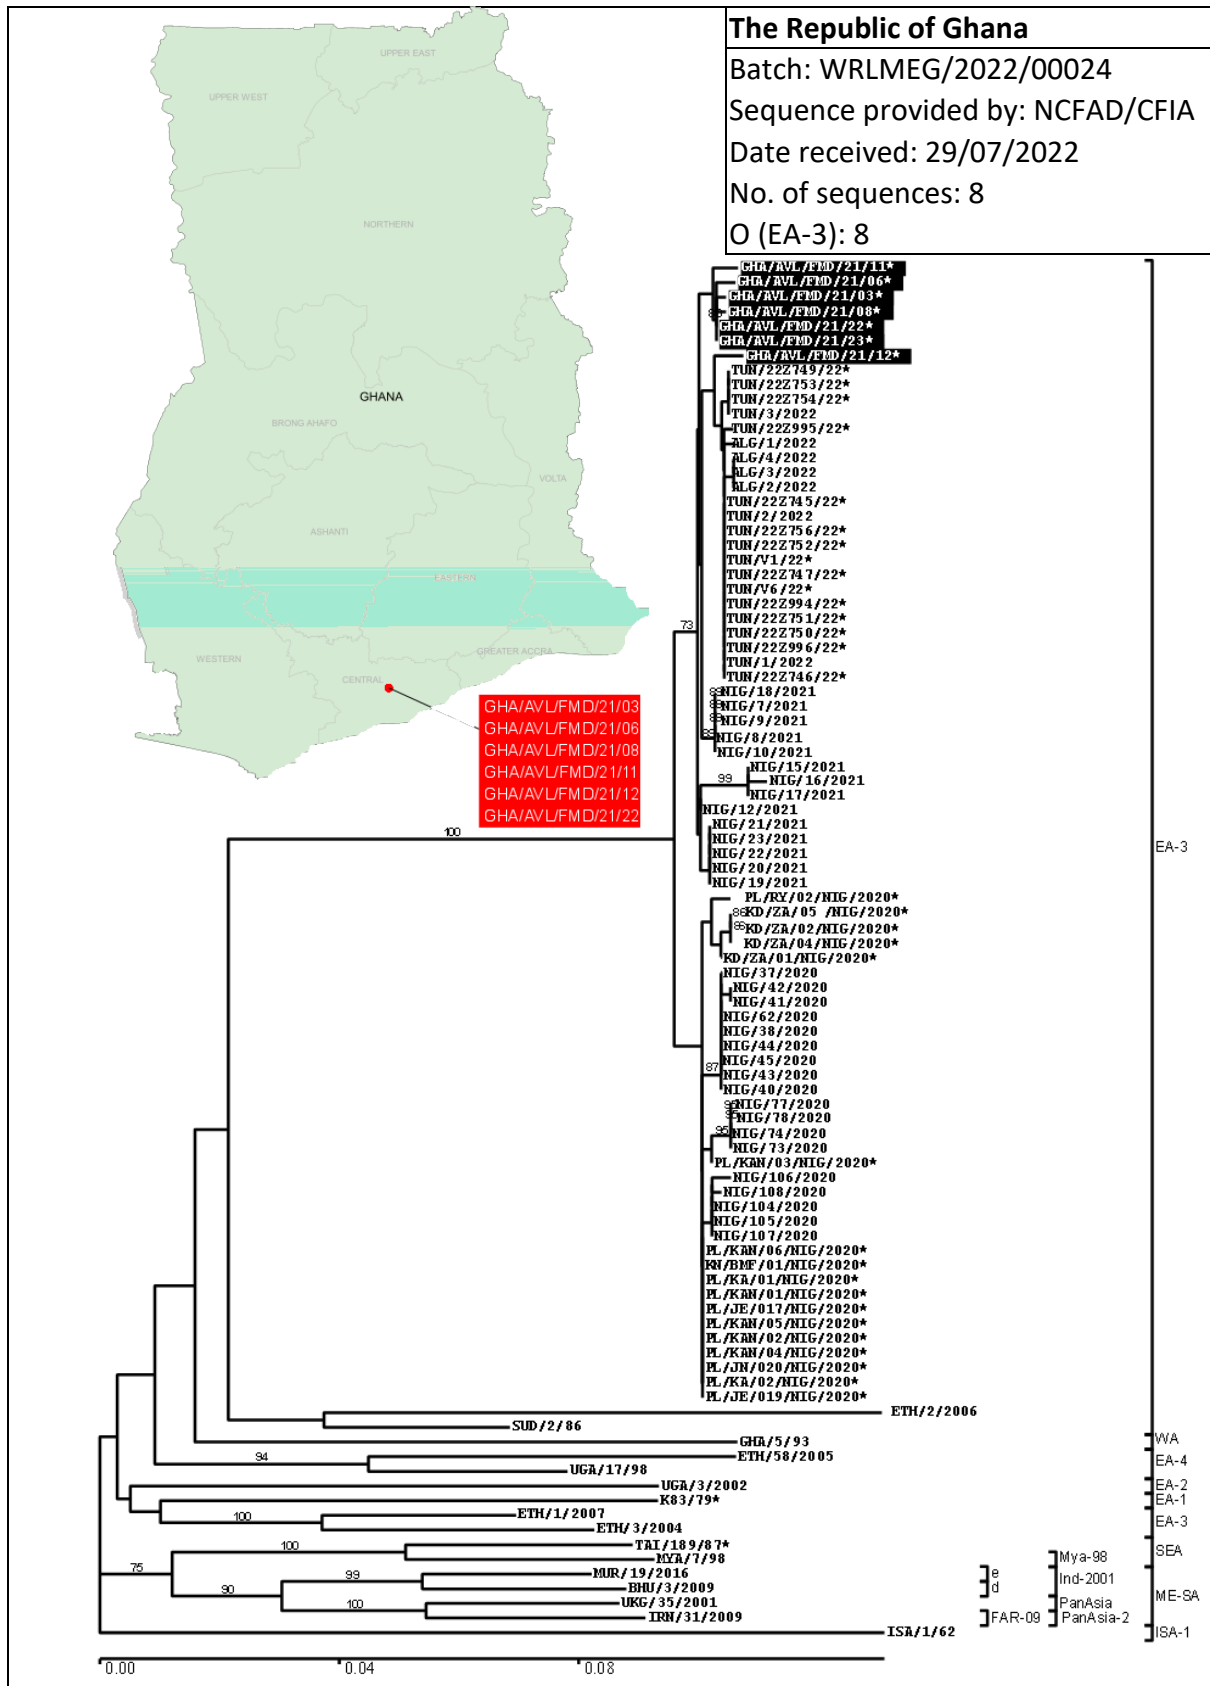 The Republic of Ghana
Batch: WRLMEG/2022/00024
Sequence provided by: NCFAD/CFIA
Date received: 29/07/2022
No. of sequences: 8
O (EA-3): 8
UPPER EAST
UPPER WEST
NORTHERN
GHANA
BRONG AHAFO
VOLTA
ASHANTI
EASTERN
WESTERN
GREATER ACCRA
CENTRAL
GHA/AVL/FMD/21/03
GHA/AVL/FMD/21/06
GHA/AVL/FMD/21/08
GHA/AVL/FMD/21/11
GHA/AVL/FMD/21/12
GHA/AVL/FMD/21/22
GHA/AVL/FMD/21/11*
GHA/AVL/FMD/21/06*
GHA/AVL/FMD/21/03*
GHA/AVL/FMD/21/08*
GHA/AVL/FMD/21/22*
GHA/AVL/FMD/21/23*
GHA/AVL/FMD/21/12*
TUN/22Z749/22*
TUN/22Z753/22*
TUN/22Z754/22*
TUN/3/2022
TUN/22Z995/22*
ALG/1/2022
ALG/4/2022
ALG/3/2022
ALG/2/2022
TUN/22Z745/22*
TUN/2/2022
TUN/22Z756/22*
TUN/22Z752/22*
TUN/V1/22*
TUN/22Z747/22*
TUN/V6/22*
TUN/22Z994/22*
TUN/22Z751/22*
TUN/22Z750/22*
73
TUN/22Z996/22*
TUN/1/2022
TUN/22Z746/22*
NIG/18/2021
NIG/7/2021
NIG/9/2021
NIG/8/2021
NIG/10/2021
NIG/15/2021
99
NIG/16/2021
NIG/17/2021
NIG/12/2021
NIG/21/2021
100
NIG/23/2021
EA-3
NIG/22/2021
NIG/20/2021
NIG/19/2021
PL/RY/02/NIG/2020*
86
KD/ZA/05 /NIG/2020*
86
KD/ZA/02/NIG/2020*
KD/ZA/04/NIG/2020*
KD/ZA/01/NIG/2020*
NIG/37/2020
NIG/42/2020
NIG/41/2020
NIG/62/2020
NIG/38/2020
NIG/44/2020
NIG/45/2020
87
NIG/43/2020
NIG/40/2020
NIG/77/2020
NIG/78/2020
95
NIG/74/2020
NIG/73/2020
PL/KAN/03/NIG/2020*
NIG/106/2020
NIG/108/2020
NIG/104/2020
NIG/105/2020
NIG/107/2020
PL/KAN/06/NIG/2020*
KN/BMF/01/NIG/2020*
PL/KA/01/NIG/2020*
PL/KAN/01/NIG/2020*
PL/JE/017/NIG/2020*
PL/KAN/05/NIG/2020*
PL/KAN/02/NIG/2020*
PL/KAN/04/NIG/2020*
PL/JN/020/NIG/2020*
PL/KA/02/NIG/2020*
PL/JE/019/NIG/2020*
ETH/2/2006
SUD/2/86
GHA/5/93
WA
94
ETH/58/2005
EA-4
UGA/17/98
UGA/3/2002
EA-2
K83/79*
EA-1
100
ETH/1/2007
EA-3
ETH/3/2004
100
TAI/189/87*
SEA
MYA/7/98
Mya-98
75
99
MUR/19/2016
e
Ind-2001
90
BHU/3/2009
d
ME-SA
100
UKG/35/2001
PanAsia
IRN/31/2009
FAR-09
PanAsia-2
ISA/1/62
ISA-1
0.00
0.04
0.08